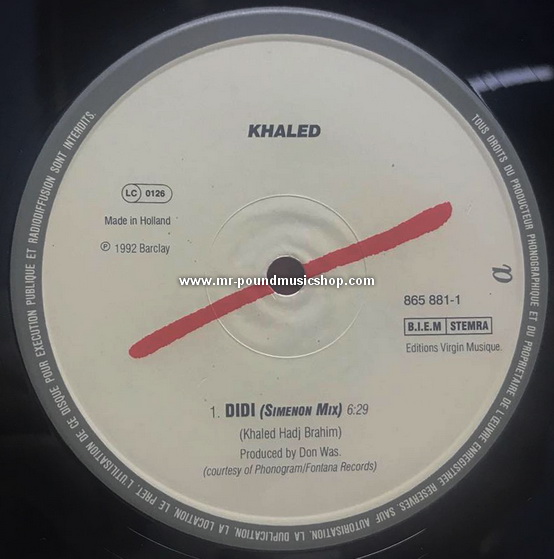 KHALED
LC 0126
Made in Holland
℗ 1992 Barclay
a
www.mr-poundmusicshop.com
865 881-1
B.I.E.M STEMRA
Editions Virgin Musique.
1. DIDI (SIMENON MIX) 6:29
(Khaled Hadj Brahim)
Produced by Don Was.
(courtesy of Phonogram/Fontana Records)
TOUS DROITS DU PRODUCTEUR PHONOGRAPHIQUE ET DU PROPRIETAIRE DE L'ŒUVRE ENREGISTREE RESERVES. SAUF AUTORISATION, LA DUPLICATION, LA LOCATION, LE PRET, L'UTILISATION DE CE DISQUE POUR EXECUTION PUBLIQUE ET RADIODIFFUSION SONT INTERDITS.